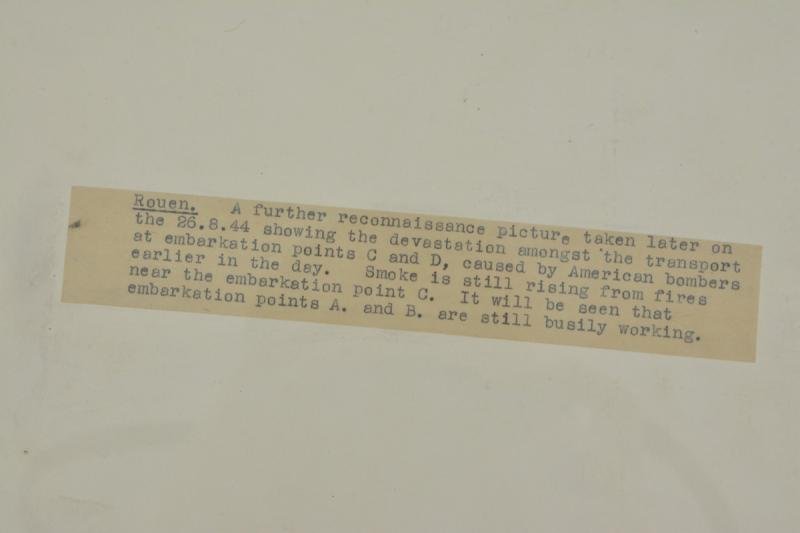 Rouen. A further reconnaissance picture taken later on
the 26.8.44 showing the devastation amongst the transport
at embarkation points C and D, caused by American bombers
earlier in the day. Smoke is still rising from fires
near the embarkation point C. It will be seen that
embarkation points A. and B. are still busily working.